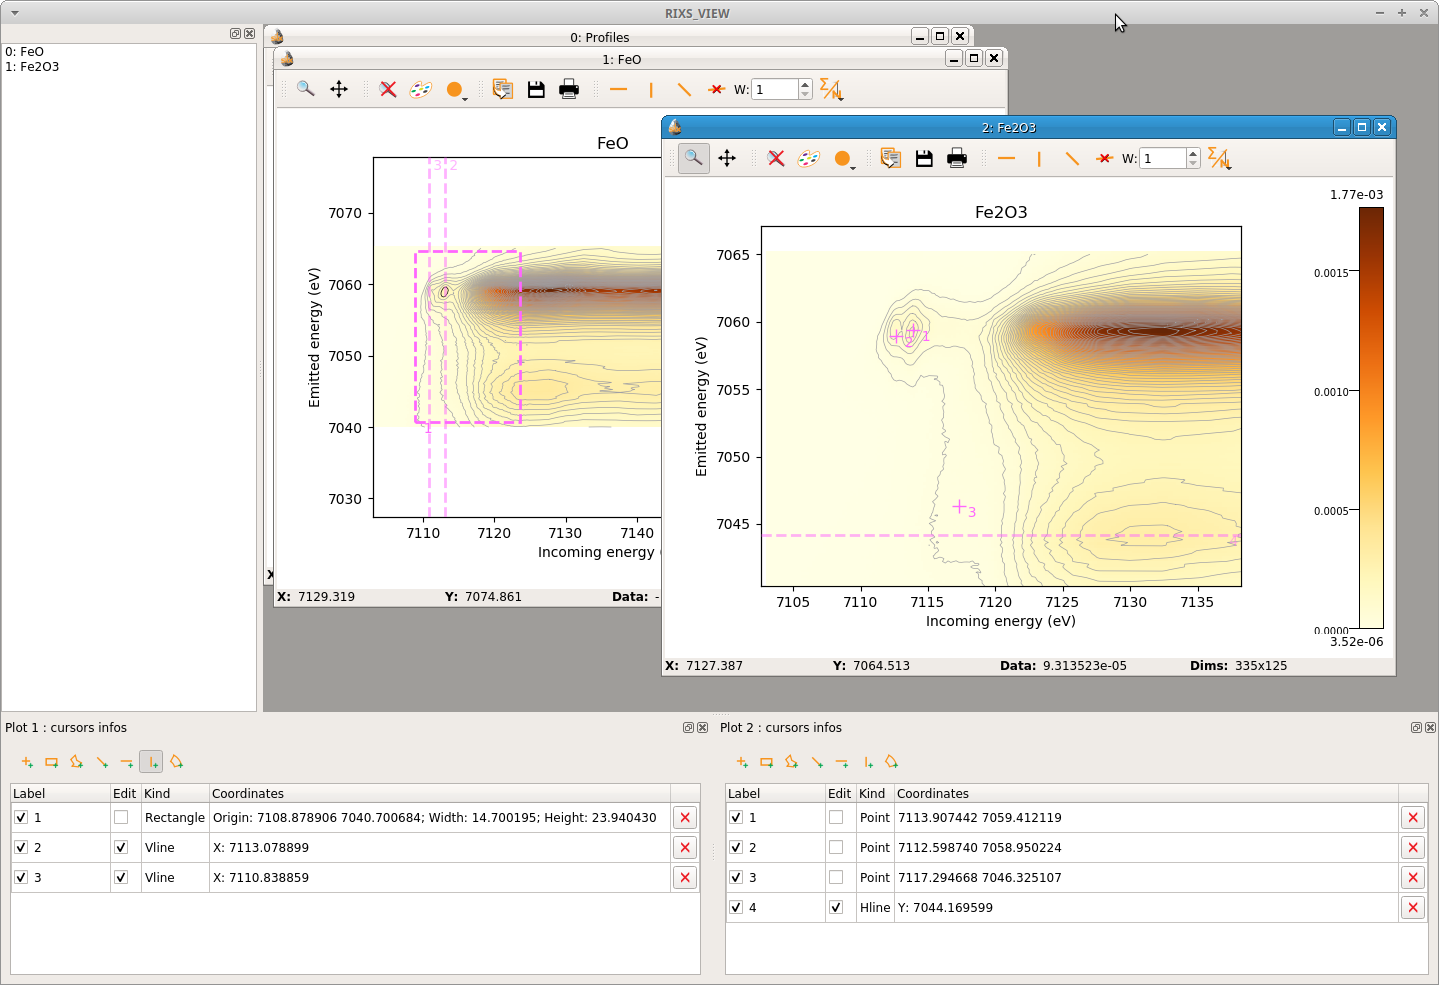 RIXS_VIEW
0: FeO
1: Fe2O3
0: Profiles
1: FeO
W: 1
FeO
3 2
7070
7060
7050
7040
7030
Emitted energy (eV)
1
7110 7120 7130 7140
Incoming energy (
X
X: 7129.319 Y: 7074.861 Data: -
2: Fe2O3
W: 1
Fe2O3
1.77e-03
0.0015
0.0010
0.0005
0.0000
3.52e-06
7065
7060
7055
7050
7045
Emitted energy (eV)
2 1
3
4
7105 7110 7115 7120 7125 7130 7135
Incoming energy (eV)
X: 7127.387 Y: 7064.513 Data: 9.313523e-05 Dims: 335x125
Plot 1 : cursors infos
Label Edit Kind Coordinates
1 Rectangle Origin: 7108.878906 7040.700684; Width: 14.700195; Height: 23.940430
2 Vline X: 7113.078899
3 Vline X: 7110.838859
Plot 2 : cursors infos
Label Edit Kind Coordinates
1 Point 7113.907442 7059.412119
2 Point 7112.598740 7058.950224
3 Point 7117.294668 7046.325107
4 Hline Y: 7044.169599